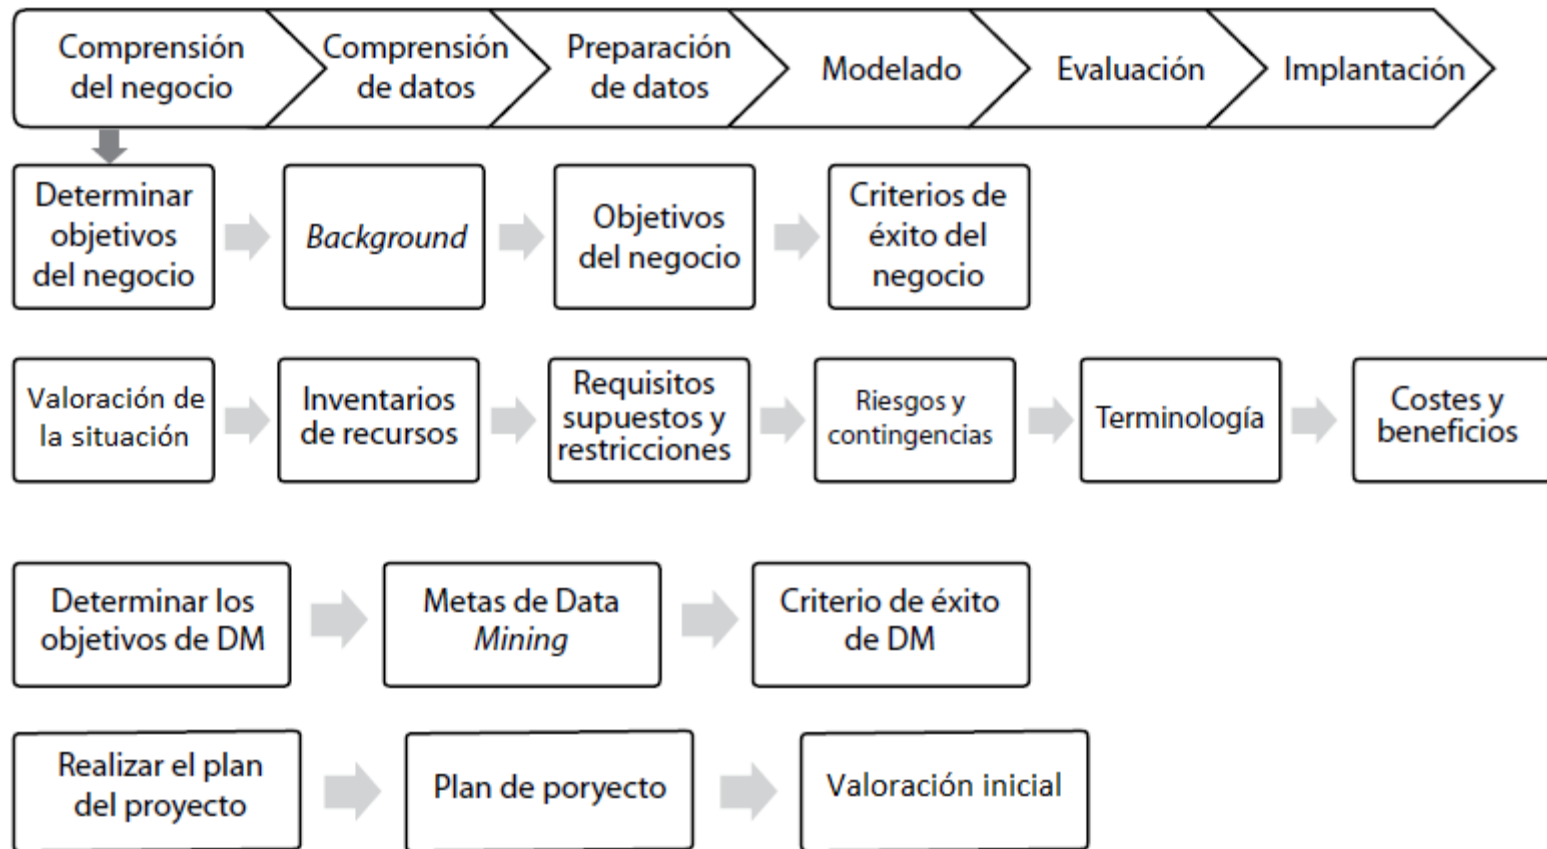 Comprensión
del negocio
Comprensión
de datos
Preparación
de datos
Modelado
Evaluación
Implantación
Determinar
objetivos
del negocio
Background
Objetivos
del negocio
Criterios de
éxito del
negocio
Valoración de
la situación
Inventarios
de recursos
Requisitos
supuestos y
restricciones
Riesgos y
contingencias
Terminología
Costes y
beneficios
Determinar los
objetivos de DM
Metas de Data
Mining
Criterio de éxito
de DM
Realizar el plan
del proyecto
Plan de poryecto
Valoración inicial